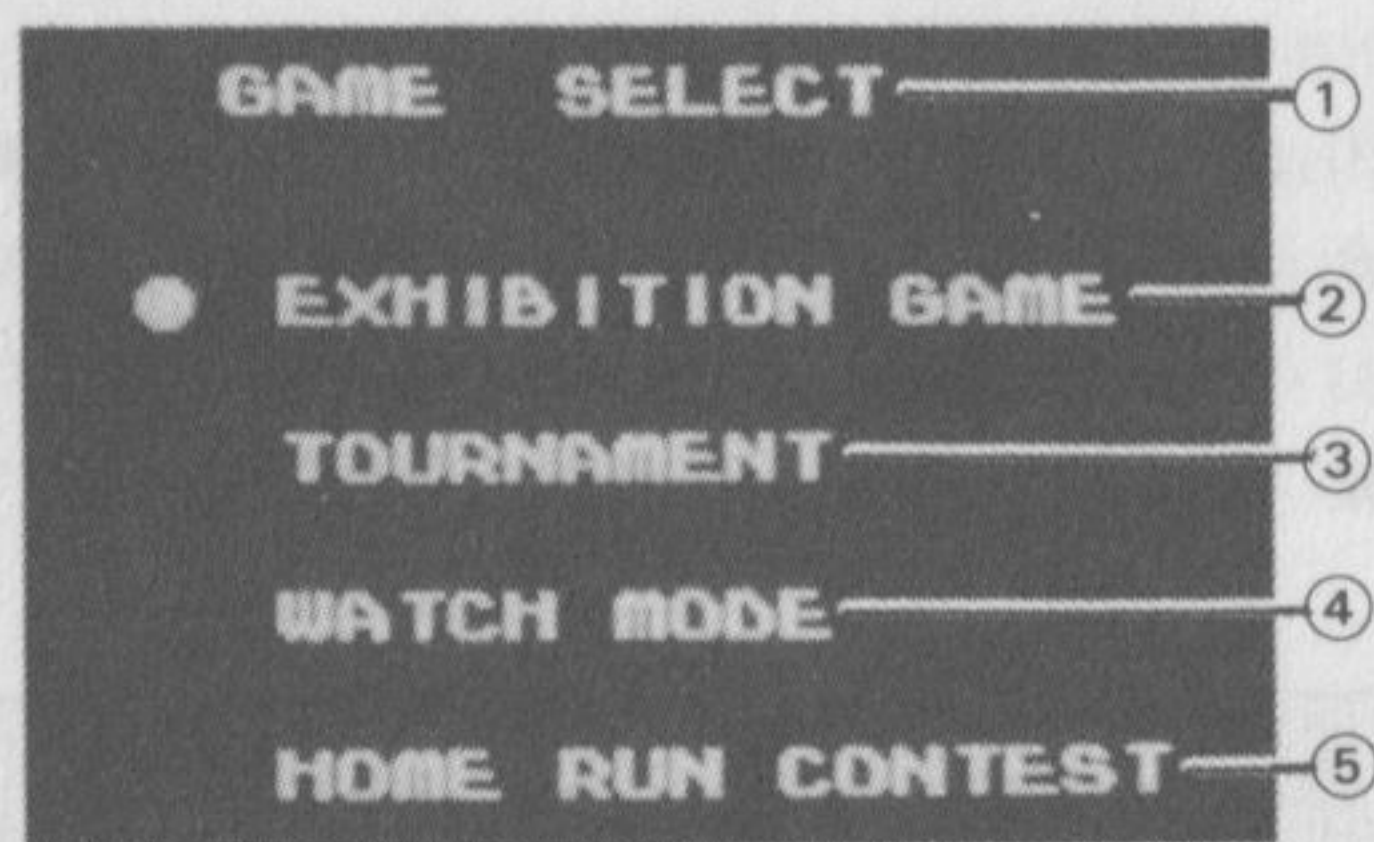 GAME SELECT ①
EXHIBITION GAME ②
TOURNAMENT ③
WATCH MODE ④
HOME RUN CONTEST ⑤